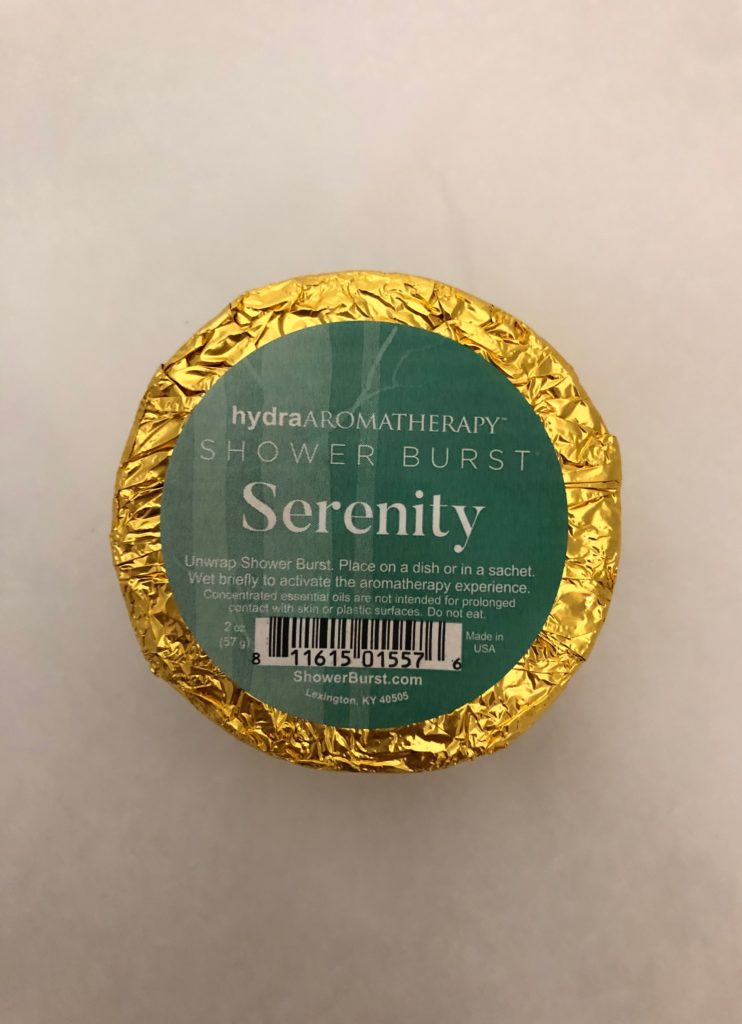 hydraAROMATHERAPY™
SHOWER BURST
Serenity
Unwrap Shower Burst. Place on a dish or in a sachet.
Wet briefly to activate the aromatherapy experience.
Concentrated essential oils are not intended for prolonged
contact with skin or plastic surfaces. Do not eat.
2 oz
(57 g)
8 11615 01557 6
Made in
USA
ShowerBurst.com
Lexington, KY 40505